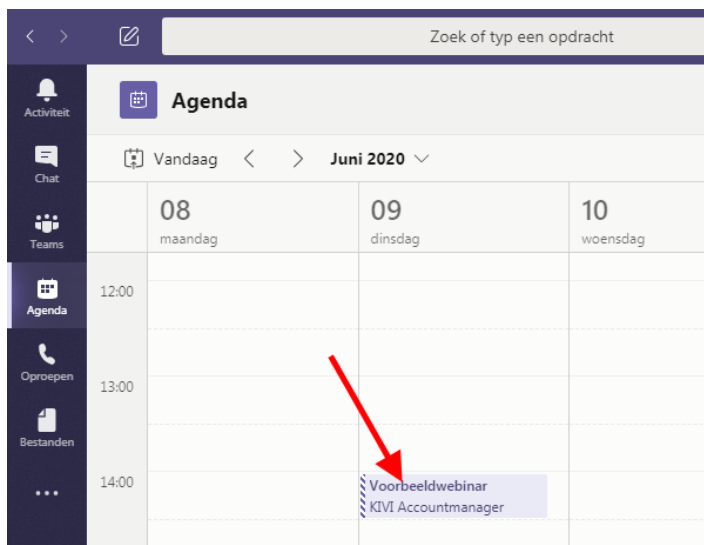 Zoek of typ een opdracht
Activiteit
Chat
Teams
Agenda
Oproepen
Bestanden
Agenda
Vandaag
Juni 2020
08
maandag
09
dinsdag
10
woensdag
12:00
13:00
14:00
Voorbeeldwebinar
KIVI Accountmanager